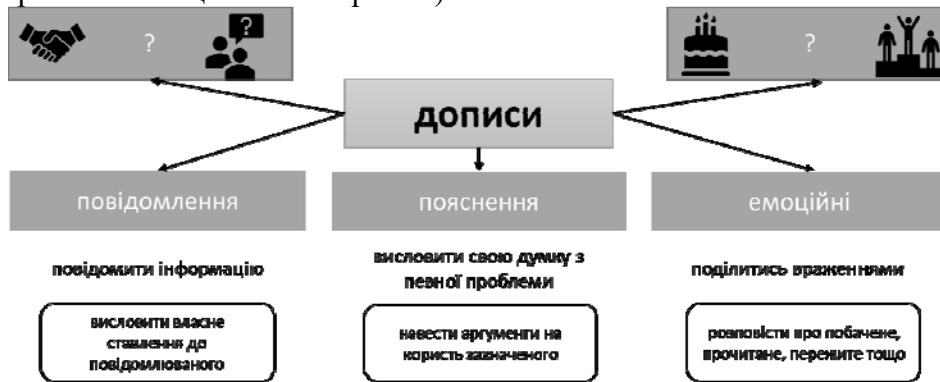 ?
?
?
дописи
повідомлення
пояснення
емоційні
повідомити інформацію
висловити свою думку з
певної проблеми
поділитись враженнями
висловити власне
ставлення до
повідомлюваного
навести аргументи на
користь зазначеного
розповісти про побачене,
прочитане, пережите тощо